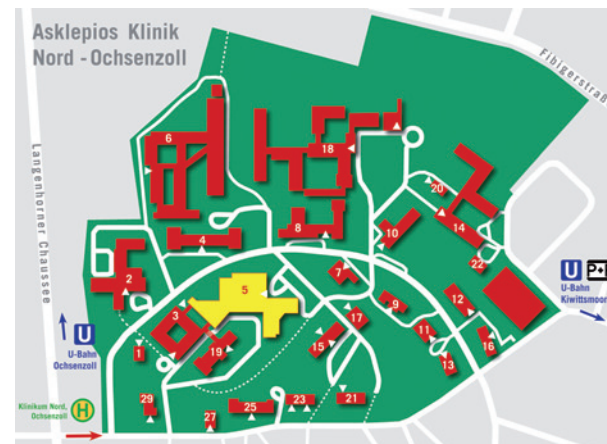 Asklepios Klinik
Nord - Ochsenzoll
Fibigerstraße
Langenhorner Chaussee
6
18
20
14
4
8
10
22
2
7
5
9
12
U
P+
U-Bahn
Kiwittsmoor
3
17
11
16
U
U-Bahn
Ochsenzoll
1
19
15
13
Klinikum Nord,
Ochsenzoll
H
29
27
25
23
21